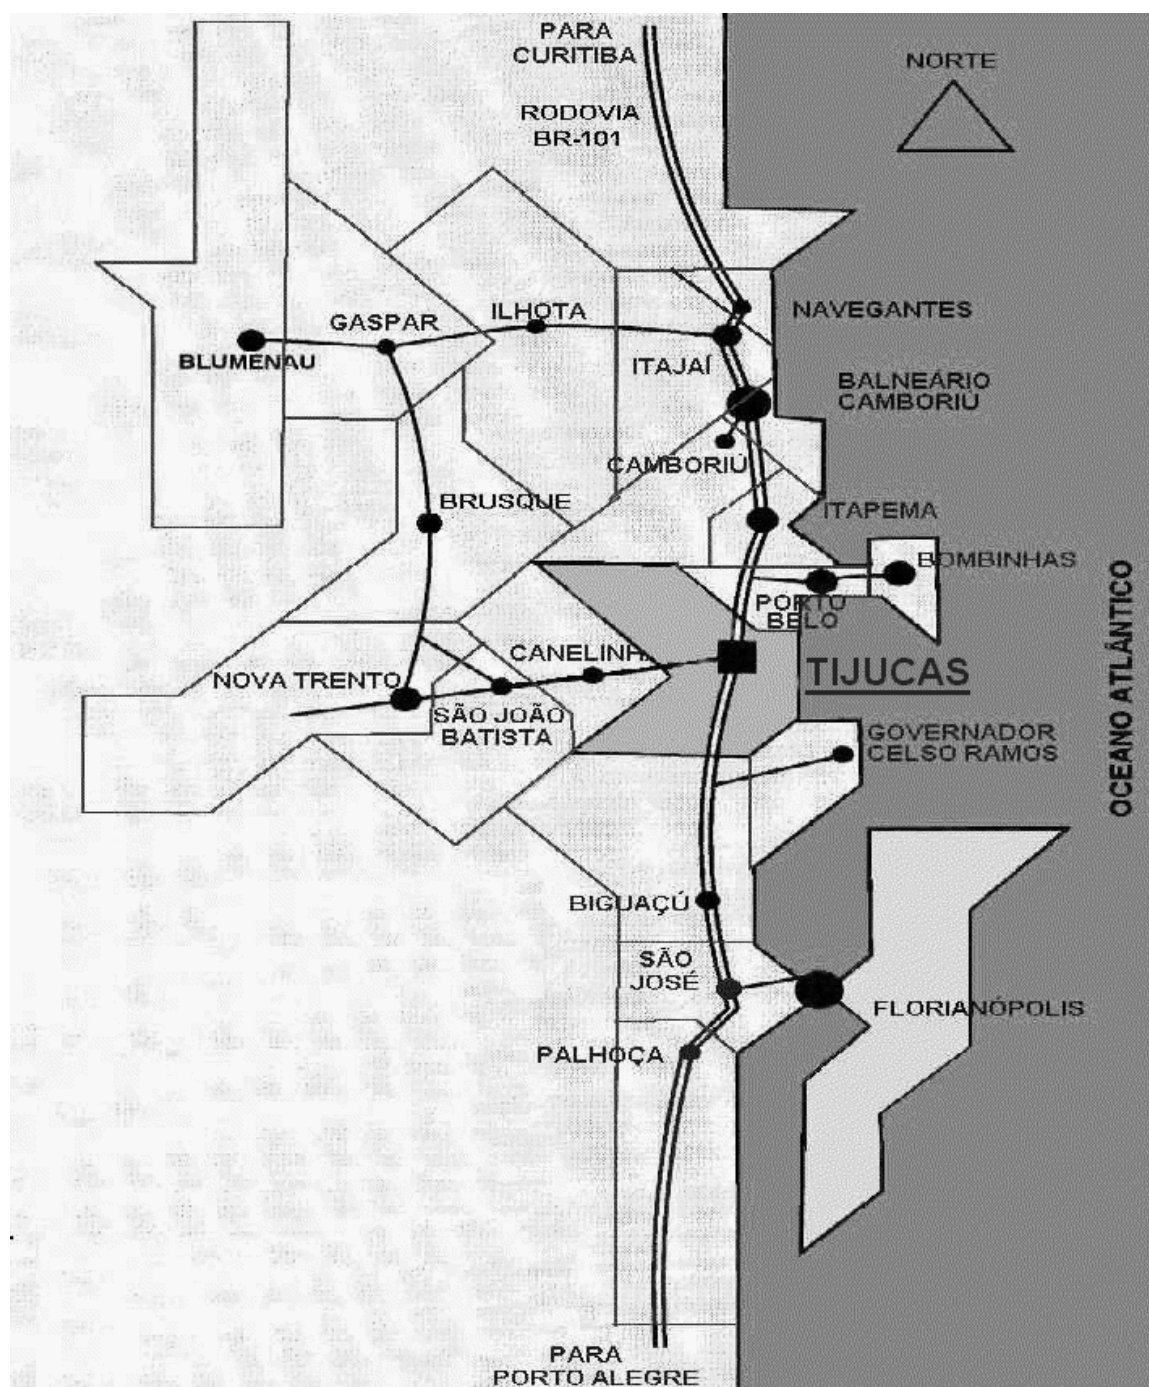 PARA
CURITIBA
NORTE
RODOVIA
BR-101
ILHOTA
NAVEGANTES
GASPAR
BLUMENAU
ITAJAÍ
BALNEÁRIO
CAMBORIÚ
CAMBORIÚ
BRUSQUE
ITAPEMA
BOMBINHAS
PORTO
BELO
OCEANO ATLÂNTICO
CANELINHA
TIJUCAS
NOVA TRENTO
SÃO JOÃO
BATISTA
GOVERNADOR
CELSO RAMOS
BIGUAÇÚ
SÃO
JOSÉ
FLORIANÓPOLIS
PALHOÇA
PARA
PORTO ALEGRE